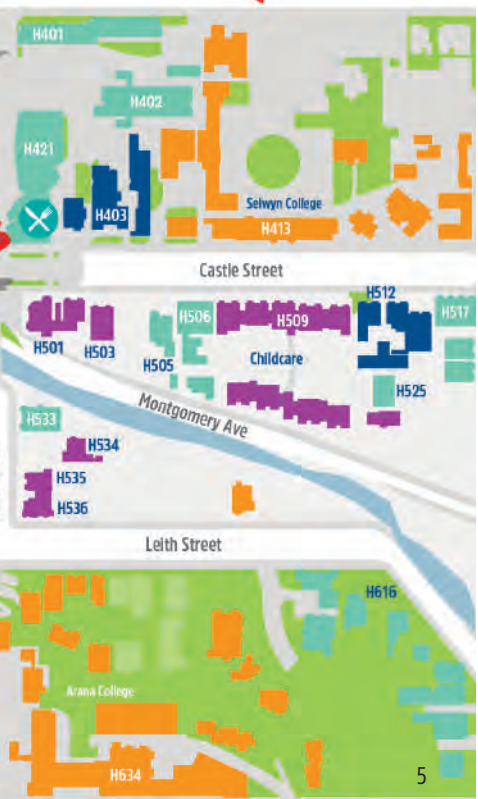 H401
H402
H421
H403
Selwyn College
H413
Castle Street
H512
H506
H509
H517
H501
H503
H505
Childcare
H525
Montgomery Ave
H533
H534
H535
H536
Leith Street
H616
Arana College
H634
5